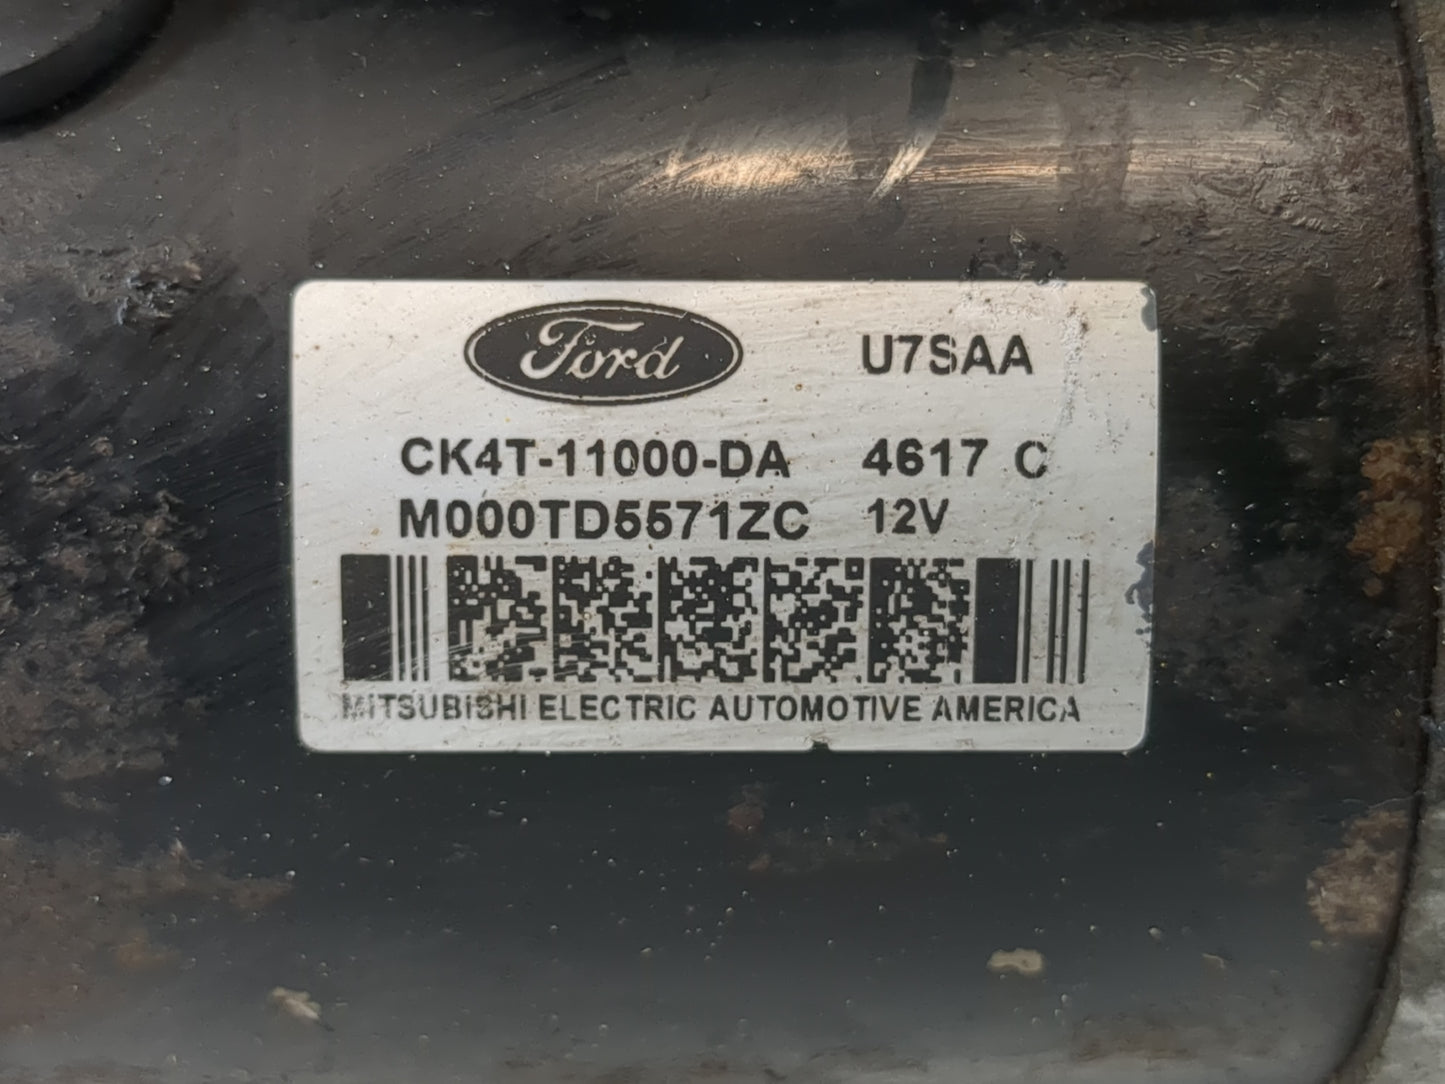 Ford U7SAA
CK4T-11000-DA 4617 C
M000TD5571ZC 12V
MITSUBISHI ELECTRIC AUTOMOTIVE AMERICA